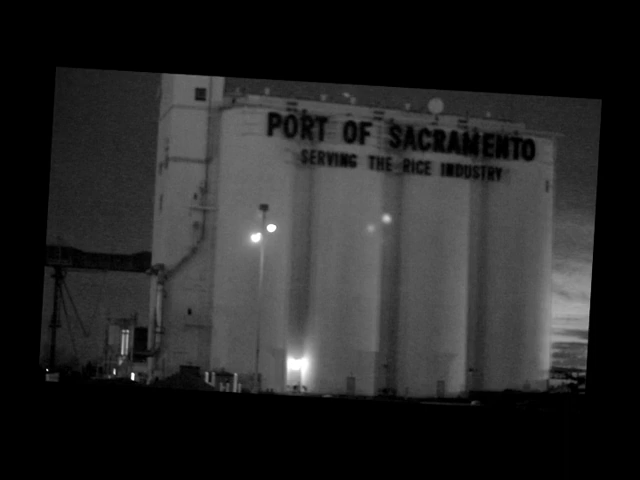 PORT OF SACRAMENTO
SERVING THE RICE INDUSTRY